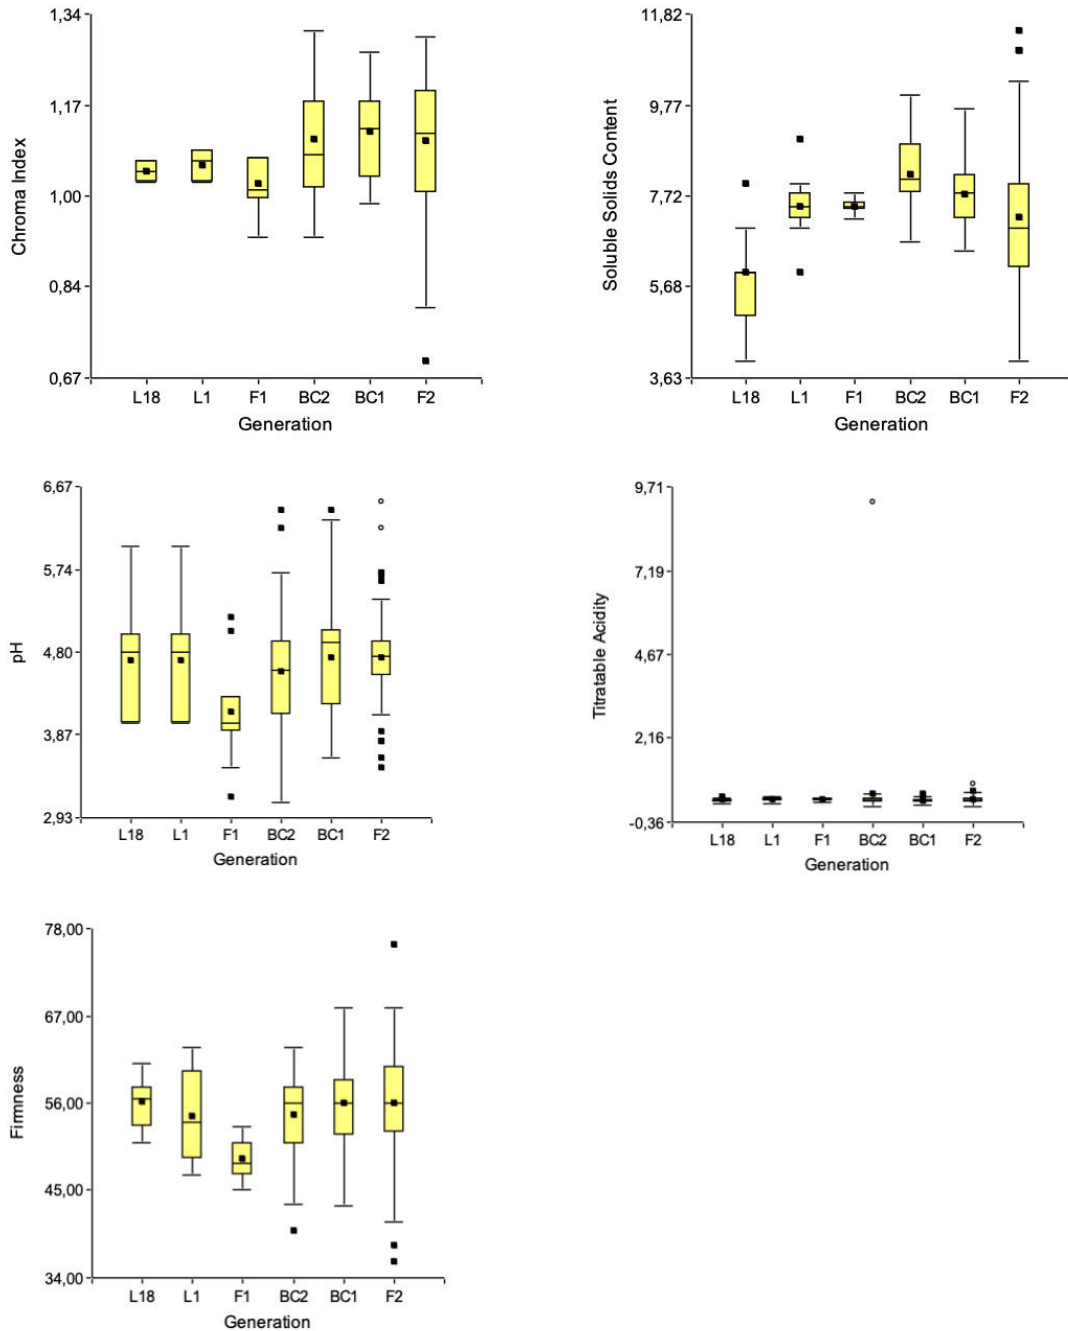 Chroma Index
1,34
1,17
1,00
0,84
0,67
L18 L1 F1 BC2 BC1 F2
Generation
Soluble Solids Content
11,82
9,77
7,72
5,68
3,63
L18 L1 F1 BC2 BC1 F2
Generation
pH
6,67
5,74
4,80
3,87
2,93
L18 L1 F1 BC2 BC1 F2
Generation
Titratable Acidity
9,71
7,19
4,67
2,16
-0,36
L18 L1 F1 BC2 BC1 F2
Generation
Firmness
78,00
67,00
56,00
45,00
34,00
L18 L1 F1 BC2 BC1 F2
Generation